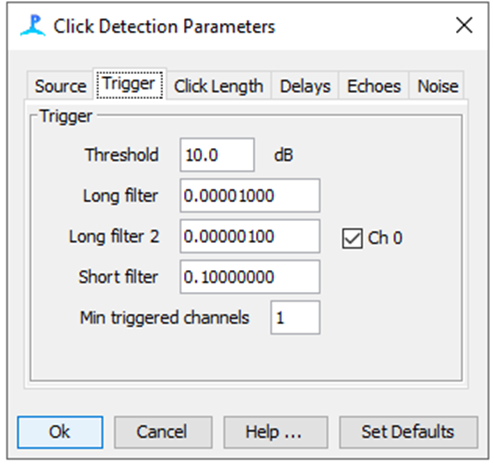 Click Detection Parameters
Source Trigger Click Length Delays Echoes Noise
Trigger
Threshold 10.0 dB
Long filter 0.00001000
Long filter 2 0.00000100 Ch 0
Short filter 0.10000000
Min triggered channels 1
Ok Cancel Help ... Set Defaults